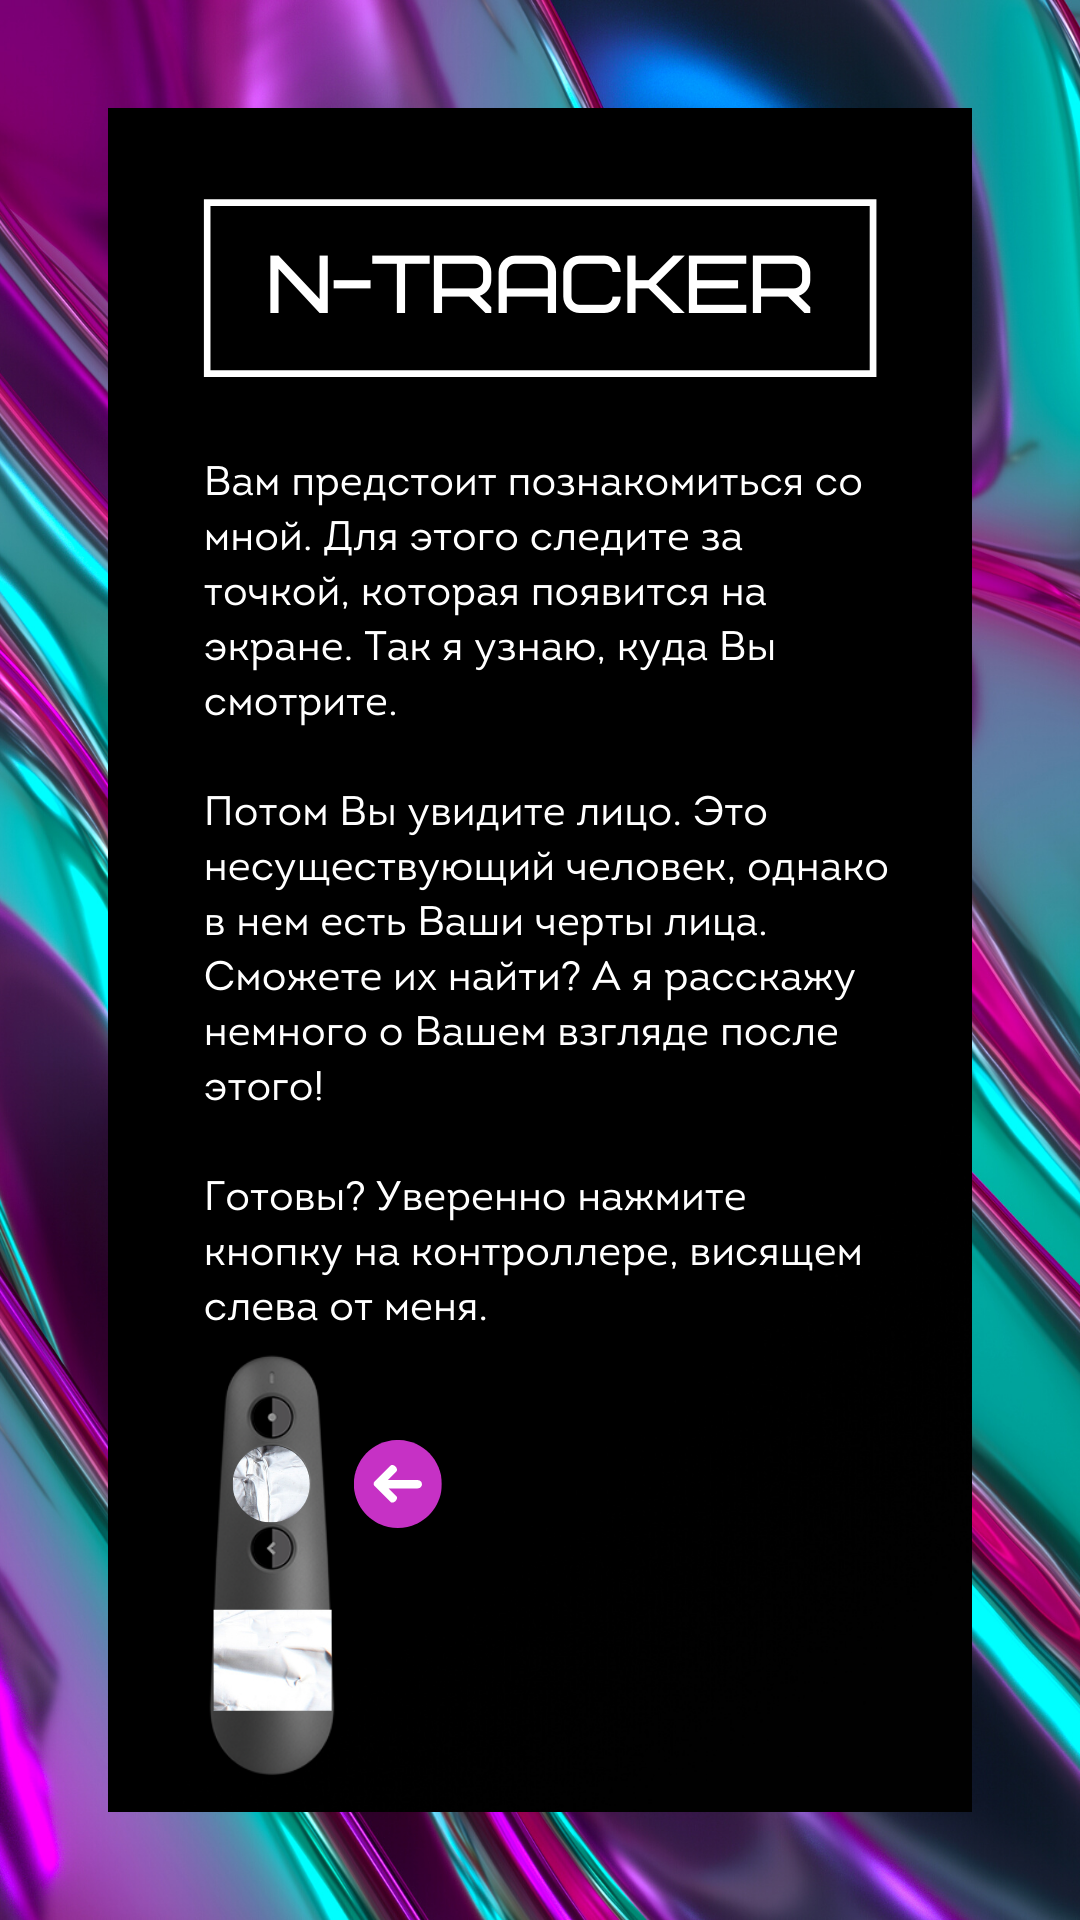 N-TRACKER
Вам предстоит познакомиться со
мной. Для этого следите за
точкой, которая появится на
экране. Так я узнаю, куда Вы
смотрите.
Потом Вы увидите лицо. Это
несуществующий человек, однако
в нем есть Ваши черты лица.
Сможете их найти? А я расскажу
немного о Вашем взгляде после
этого!
Готовы? Уверенно нажмите
кнопку на контроллере, висящем
слева от меня.